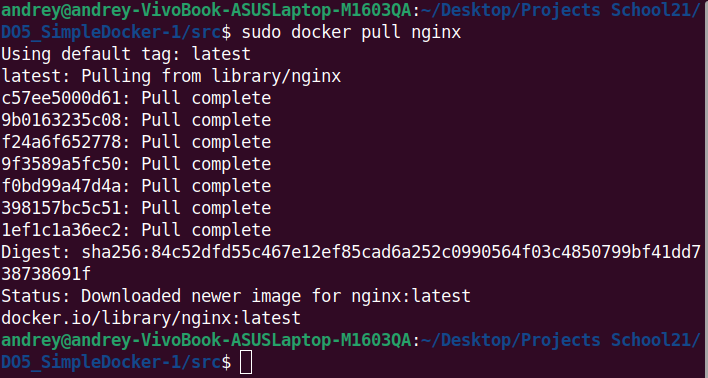 andrey@andrey-VivoBook-ASUSLaptop-M1603QA:~/Desktop/Projects School21/
DO5_SimpleDocker-1/src$ sudo docker pull nginx
Using default tag: latest
latest: Pulling from library/nginx
c57ee5000d61: Pull complete
9b0163235c08: Pull complete
f24a6f652778: Pull complete
9f3589a5fc50: Pull complete
f0bd99a47d4a: Pull complete
398157bc5c51: Pull complete
1ef1c1a36ec2: Pull complete
Digest: sha256:84c52dfd55c467e12ef85cad6a252c0990564f03c4850799bf41dd7
38738691f
Status: Downloaded newer image for nginx:latest
docker.io/library/nginx:latest
andrey@andrey-VivoBook-ASUSLaptop-M1603QA:~/Desktop/Projects School21/
DO5_SimpleDocker-1/src$